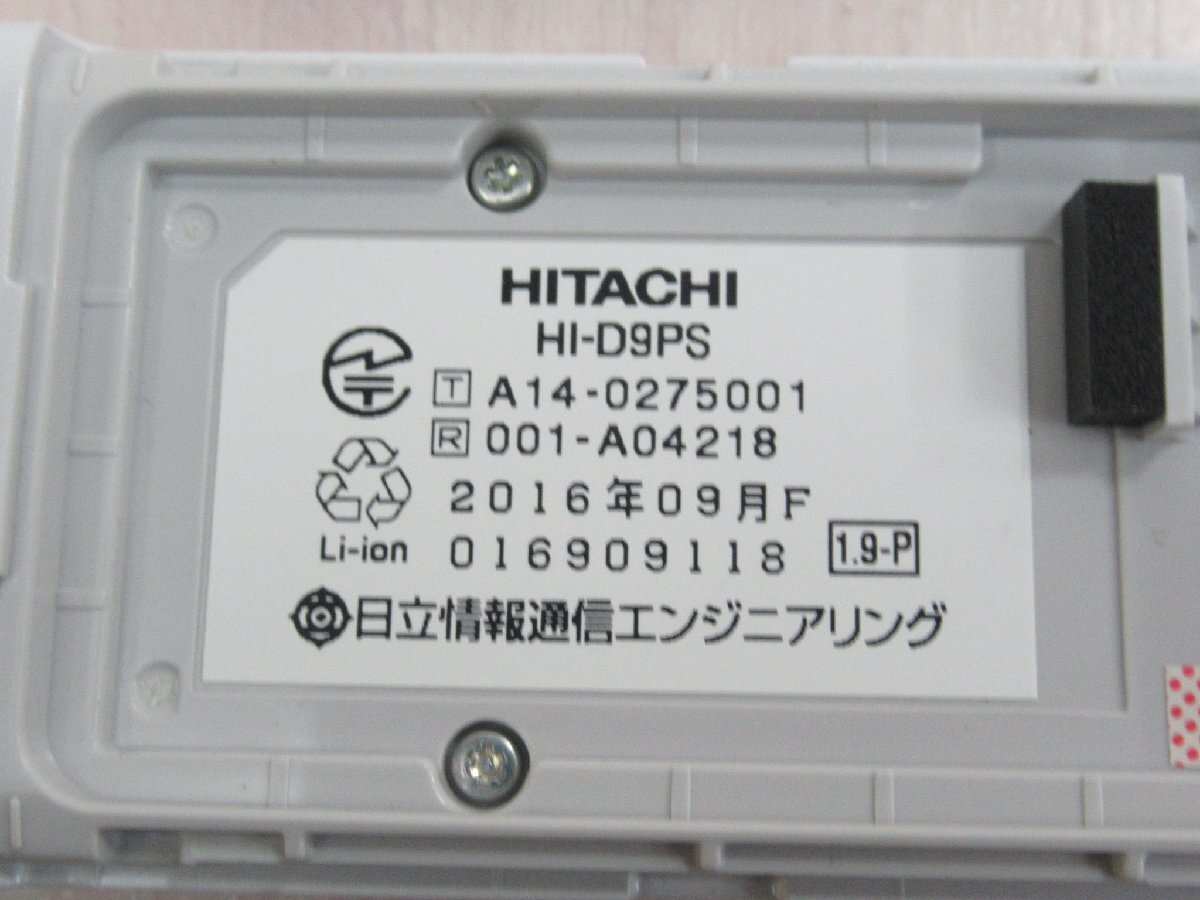 HITACHI
HI-D9PS
T A14-0275001
R 001-A04218
2016年09月F
Li-ion 016909118 1.9-P
日立情報通信エンジニアリング